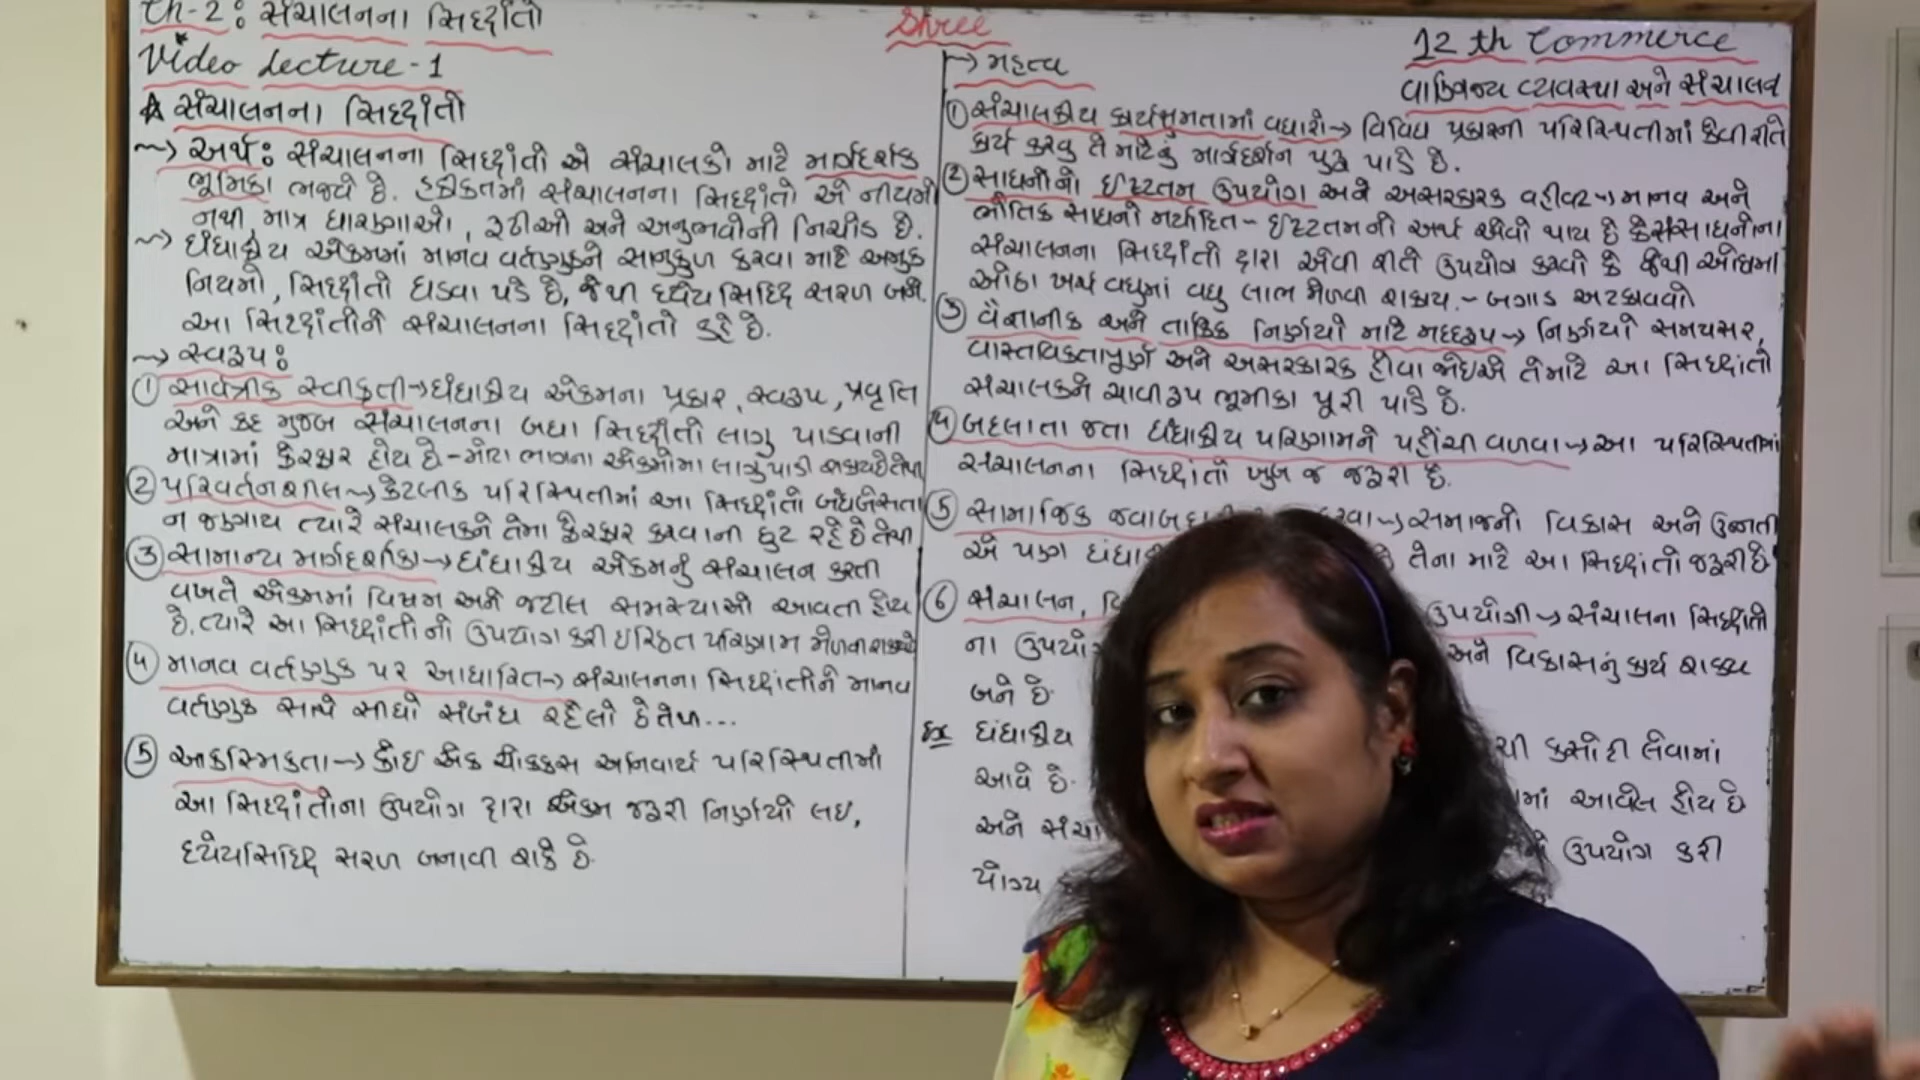 Ch-2: સંચાલનના સિધ્ધાંતો
Shree
12 th Commerce
Video Lecture-1
વાણિજ્ય વ્યવસ્થા અને સંચાલન
☆ સંચાલનના સિધ્ધાંતો
~> અર્થ: સંચાલનના સિધ્ધાંતો એ સંચાલકો માટે માર્ગદર્શક
ભૂમિકા ભજવે છે. હકીકતમાં સંચાલનના સિધ્ધાંતો એ નીયમો
નથી, માત્ર ધારણાઓ, રૂઢીઓ અને અનુભવોની નિચોડ છે.
~> ધંધાકીય એકમમાં માનવ વર્તણુકને સાનુકુળ કરવા માટે અમુક
નિયમો, સિધ્ધાંતો ઘડવા પડે છે, જેથી ધ્યેય સિધ્ધિ સરળ બને.
આ સિધ્ધાંતોને સંચાલનના સિધ્ધાંતો કહે છે.
~> સ્વરૂપ:
① સાર્વત્રીક સ્વીકૃતી→ધંધાકીય એકમના પ્રકાર, સ્વરૂપ, પ્રવૃતિ
અને કદ મુજબ સંચાલનના બધા સિધ્ધાંતો લાગુ પાડવાની
માત્રામાં ફેરફાર હોય છે-મોટા ભાગના એકમોમાં લાગુ પાડી શકાય છે તેથી
② પરિવર્તનશીલ~>કેટલીક પરિસ્થિતીમાં આ સિધ્ધાંતો બંધબેસતા
ન જણાય ત્યારે સંચાલકને તેમા ફેરફાર કરવાની છુટ રહે છે તેથી
③ સામાન્ય માર્ગદર્શીકા→ધંધાકીય એકમનું સંચાલન કરતી
વખતે એકમમાં વિષમ અને જટીલ સમસ્યાઓ આવતી હોય
છે, ત્યારે આ સિધ્ધાંતોનો ઉપયોગ કરી ઇચ્છિત પરિણામ મેળવી શકાય
④ માનવ વર્તણુક પર આધારિત~>સંચાલનના સિધ્ધાંતોને માનવ
વર્તણુક સાથે સીધો સંબંધ રહેલો છે તેથી...
⑤ આકસ્મિકતા~>કોઇ એક ચોક્કસ અનિવાર્ય પરિસ્થિતીમાં
આ સિધ્ધાંતોના ઉપયોગ દ્વારા એકમ જરૂરી નિર્ણયો લઇ,
ધ્યેયસિધ્ધિ સરળ બનાવી શકે છે.
~> મહત્વ
① સંચાલકીય કાર્યક્ષમતામાં વધારો~>વિવિધ પ્રકારની પરિસ્થિતીમાં કેવી રીતે
કાર્ય કરવુ તે માટેનું માર્ગદર્શન પુરુ પાડે છે.
② સાધનોનો ઈષ્ટતમ ઉપયોગ અને અસરકારક વહીવટ~>માનવ અને
ભૌતિક સાધનો મર્યાદિત-ઈષ્ટતમની અર્થ એવો થાય છે કે સંસાધનોના
સંચાલનના સિધ્ધાંતો દ્વારા એવી રીતે ઉપયોગ કરવો કે જેથી ઓછામાં
ઓછા ખર્ચ વધુમાં વધુ લાભ મેળવી શકાય.-બગાડ અટકાવવો
③ વૈજ્ઞાનીક અને તાર્કિક નિર્ણયો માટે મદદરૂપ~>નિર્ણયો સમયસર,
વાસ્તવિકતાપુર્ણ અને અસરકારક હોવા જોઇએ તે માટે આ સિધ્ધાંતો
સંચાલકને ચાવીરૂપ ભૂમીકા પૂરી પાડે છે.
④ બદલાતા જતા ધંધાકીય પરિણામને પહોંચી વળવા~>આ પરિસ્થિતીમાં
સંચાલનના સિધ્ધાંતો ખુબ જ જરૂરી છે.
⑤ સામાજિક ~>સમાજનો વિકાસ અને ઉન્નતી
એ પણ તેના માટે આ સિધ્ધાંતો જરૂરી છે
⑥ સંચાલન, ઉપયોગી~>સંચાલના સિધ્ધાંતો
ના અને વિકાસનું કાર્ય શક્ય
બને છે.
ધંધાકીય કસોટી લેવામાં
આવે છે. આવેલ હોય છે
અને ઉપયોગ કરી
યોગ્ય